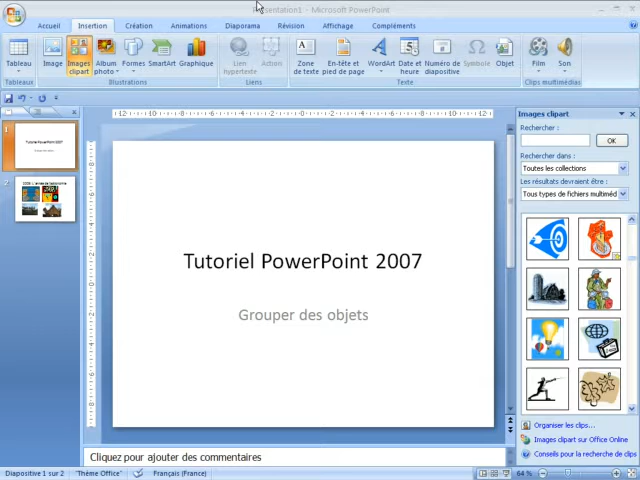 Présentation1 - Microsoft PowerPoint
Accueil Insertion Création Animations Diaporama Révision Affichage Compléments
Tableau
Image
Images clipart
Album photo
Formes
SmartArt
Graphique
Lien hypertexte
Action
Zone de texte
En-tête et pied de page
WordArt
Date et heure
Numéro de diapositive
Symbole
Objet
Film
Son
Tableaux Illustrations Liens Texte Clips multimédias
1
Tutoriel PowerPoint 2007
2
Tutoriel PowerPoint 2007
Grouper des objets
Images clipart
Rechercher :
OK
Rechercher dans :
Toutes les collections
Les résultats devraient être :
Tous types de fichiers multiméd
Organiser les clips...
Images clipart sur Office Online
Conseils pour la recherche de clips
Cliquez pour ajouter des commentaires
Diapositive 1 sur 2 "Thème Office" Français (France) 64 %